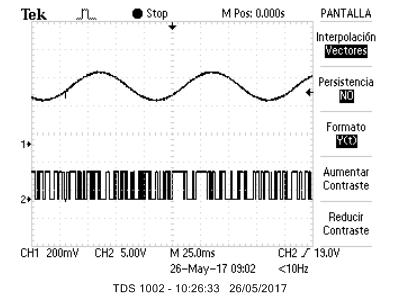 Tek Stop M Pos: 0.000s PANTALLA
Interpolación
Vectores
Persistencia
NO
Formato
Y(t)
1
Aumentar
Contraste
2
Reducir
Contraste
CH1 200mV CH2 5.00V M 25.0ms CH2 19.0V
26-May-17 09:02 <10Hz
TDS 1002 - 10:26:33 26/05/2017